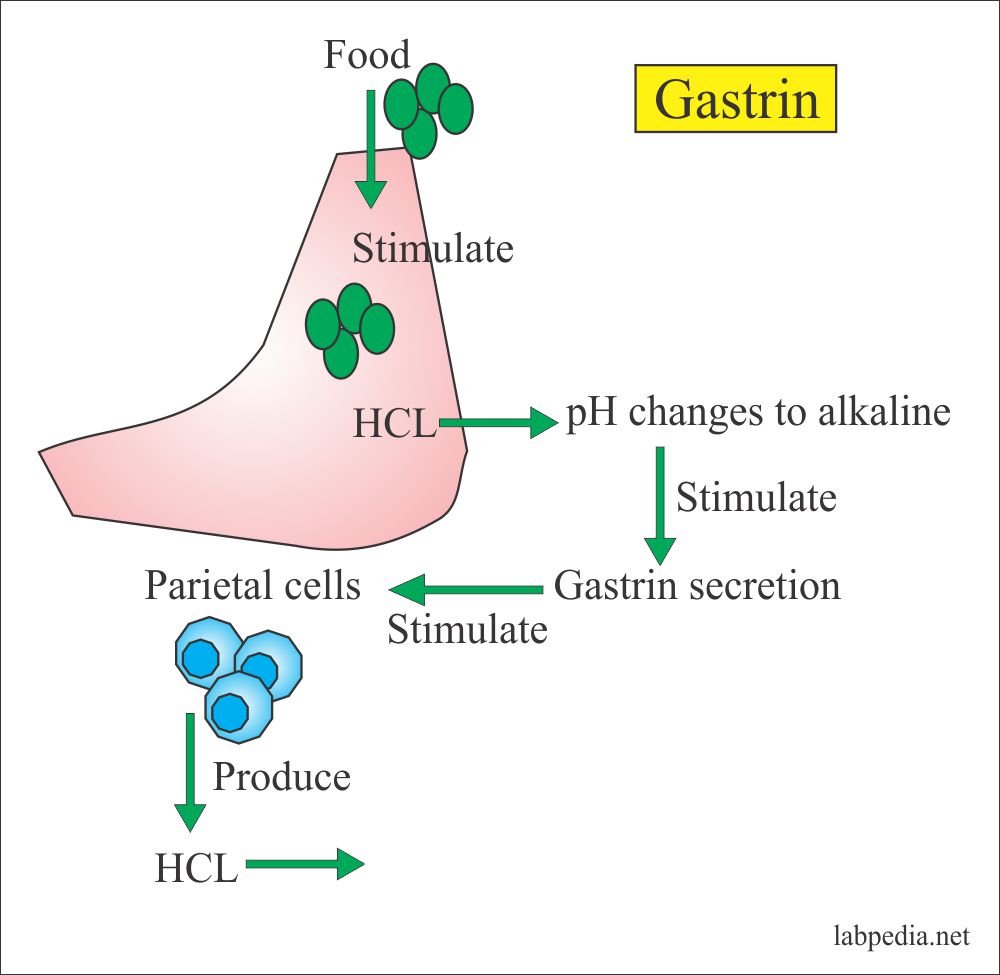 Food
Gastrin
Stimulate
HCL
pH changes to alkaline
Stimulate
Parietal cells
Gastrin secretion
Stimulate
Produce
HCL
labpedia.net